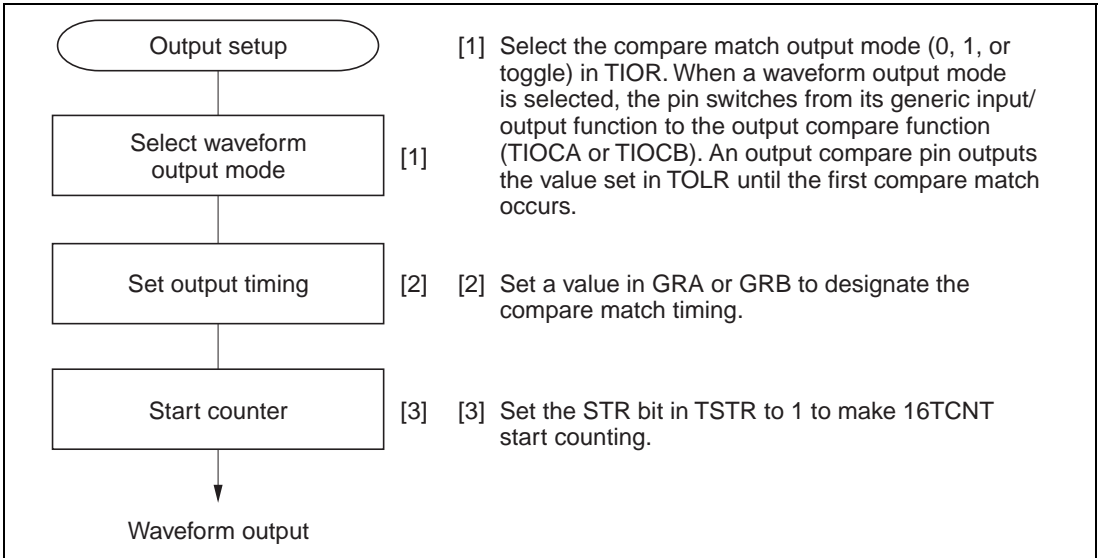 Output setup
Select waveform
output mode
[1]
[1] Select the compare match output mode (0, 1, or
toggle) in TIOR. When a waveform output mode
is selected, the pin switches from its generic input/
output function to the output compare function
(TIOCA or TIOCB). An output compare pin outputs
the value set in TOLR until the first compare match
occurs.
Set output timing
[2]
[2] Set a value in GRA or GRB to designate the
compare match timing.
Start counter
[3]
[3] Set the STR bit in TSTR to 1 to make 16TCNT
start counting.
Waveform output